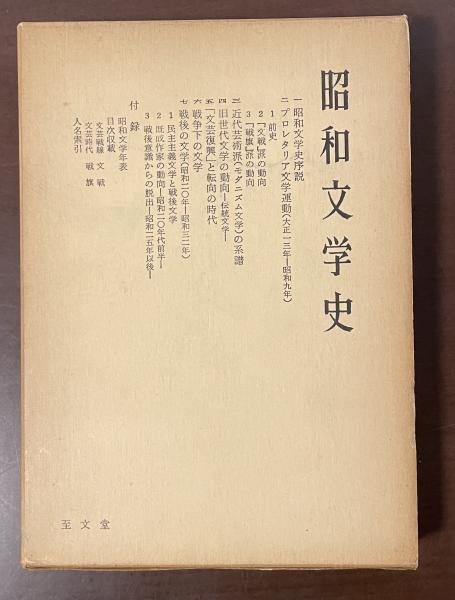 昭和文学史
一 昭和文学史序説
二 プロレタリア文学運動(大正一三年―昭和九年)
1 前史
2 「文戦」派の動向
3 「戦旗」派の動向
三 近代芸術派(モダニズム文学)の系譜
四 旧世代文学の動向―伝統文学―
五 「文芸復興」と転向の時代
六 戦争下の文学
七 戦後の文学(昭和二〇年―昭和三二年)
1 民主主義文学と戦後文学
2 既成作家の動向―昭和二〇年代前半―
3 戦後意識からの脱出―昭和二五年以後―
付録
昭和文学年表
目次収載
文芸戦線 文戦
文芸時代 戦旗
人名索引
至文堂